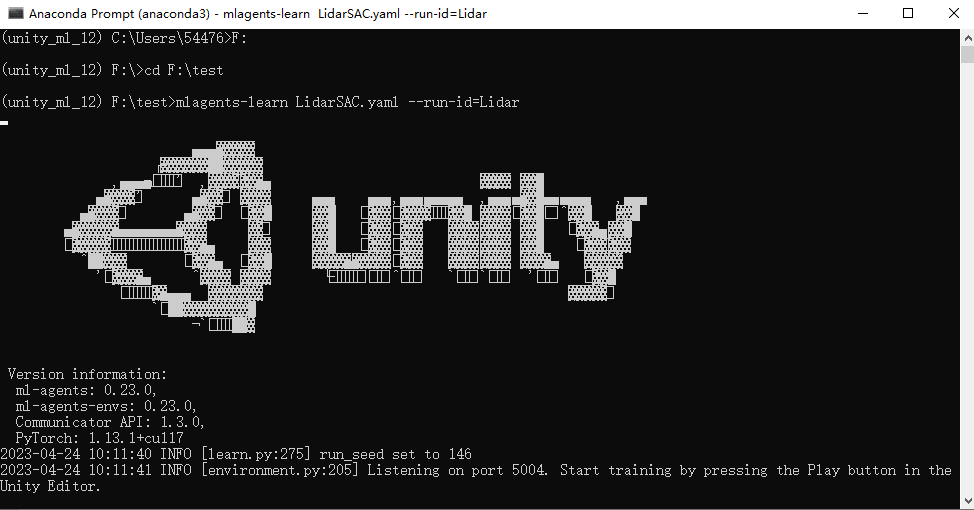 Anaconda Prompt (anaconda3) - mlagents-learn  LidarSAC.yaml --run-id=Lidar
(unity_ml_12) C:\Users\54476>F:
(unity_ml_12) F:\>cd F:\test
(unity_ml_12) F:\test>mlagents-learn LidarSAC.yaml --run-id=Lidar
unity
Version information:
ml-agents: 0.23.0,
ml-agents-envs: 0.23.0,
Communicator API: 1.3.0,
PyTorch: 1.13.1+cu117
2023-04-24 10:11:40 INFO [learn.py:275] run_seed set to 146
2023-04-24 10:11:41 INFO [environment.py:205] Listening on port 5004. Start training by pressing the Play button in the
Unity Editor.